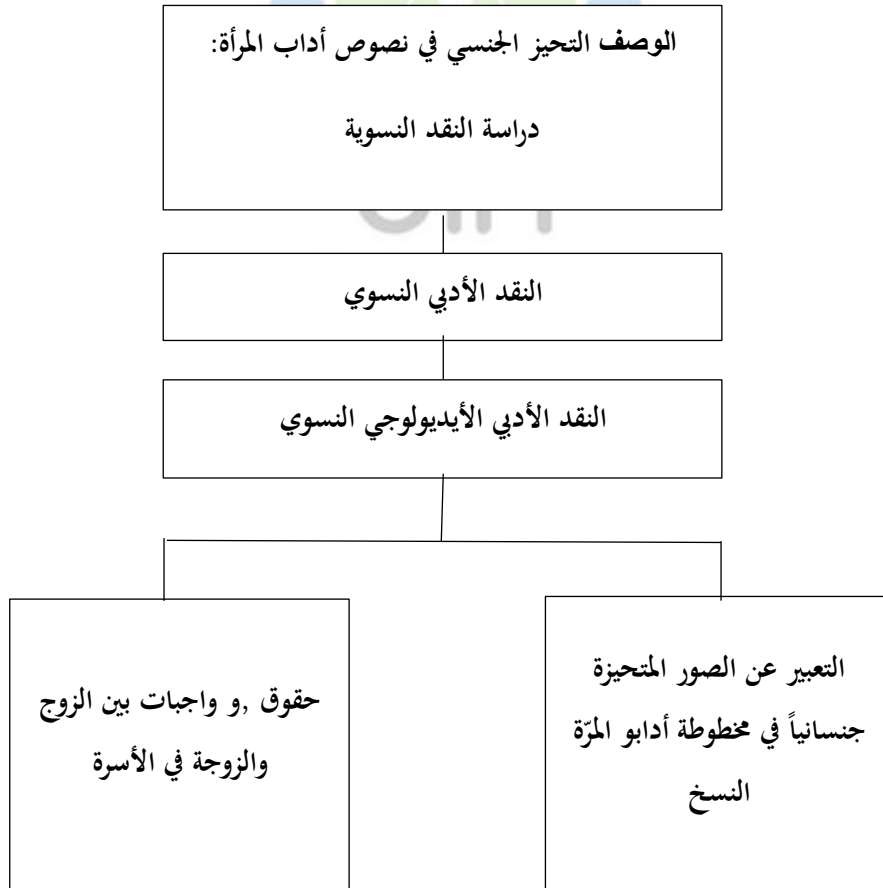 الوصف التحيز الجنسي في نصوص أداب المرأة:
دراسة النقد النسوية
النقد الأدبي النسوي
النقد الأدبي الأيديولوجي النسوي
التعبير عن الصور المتحيزة
جنسانياً في مخطوطة أدابو المرّة
النسخ
حقوق ,و واجبات بين الزوج
والزوجة في الأسرة